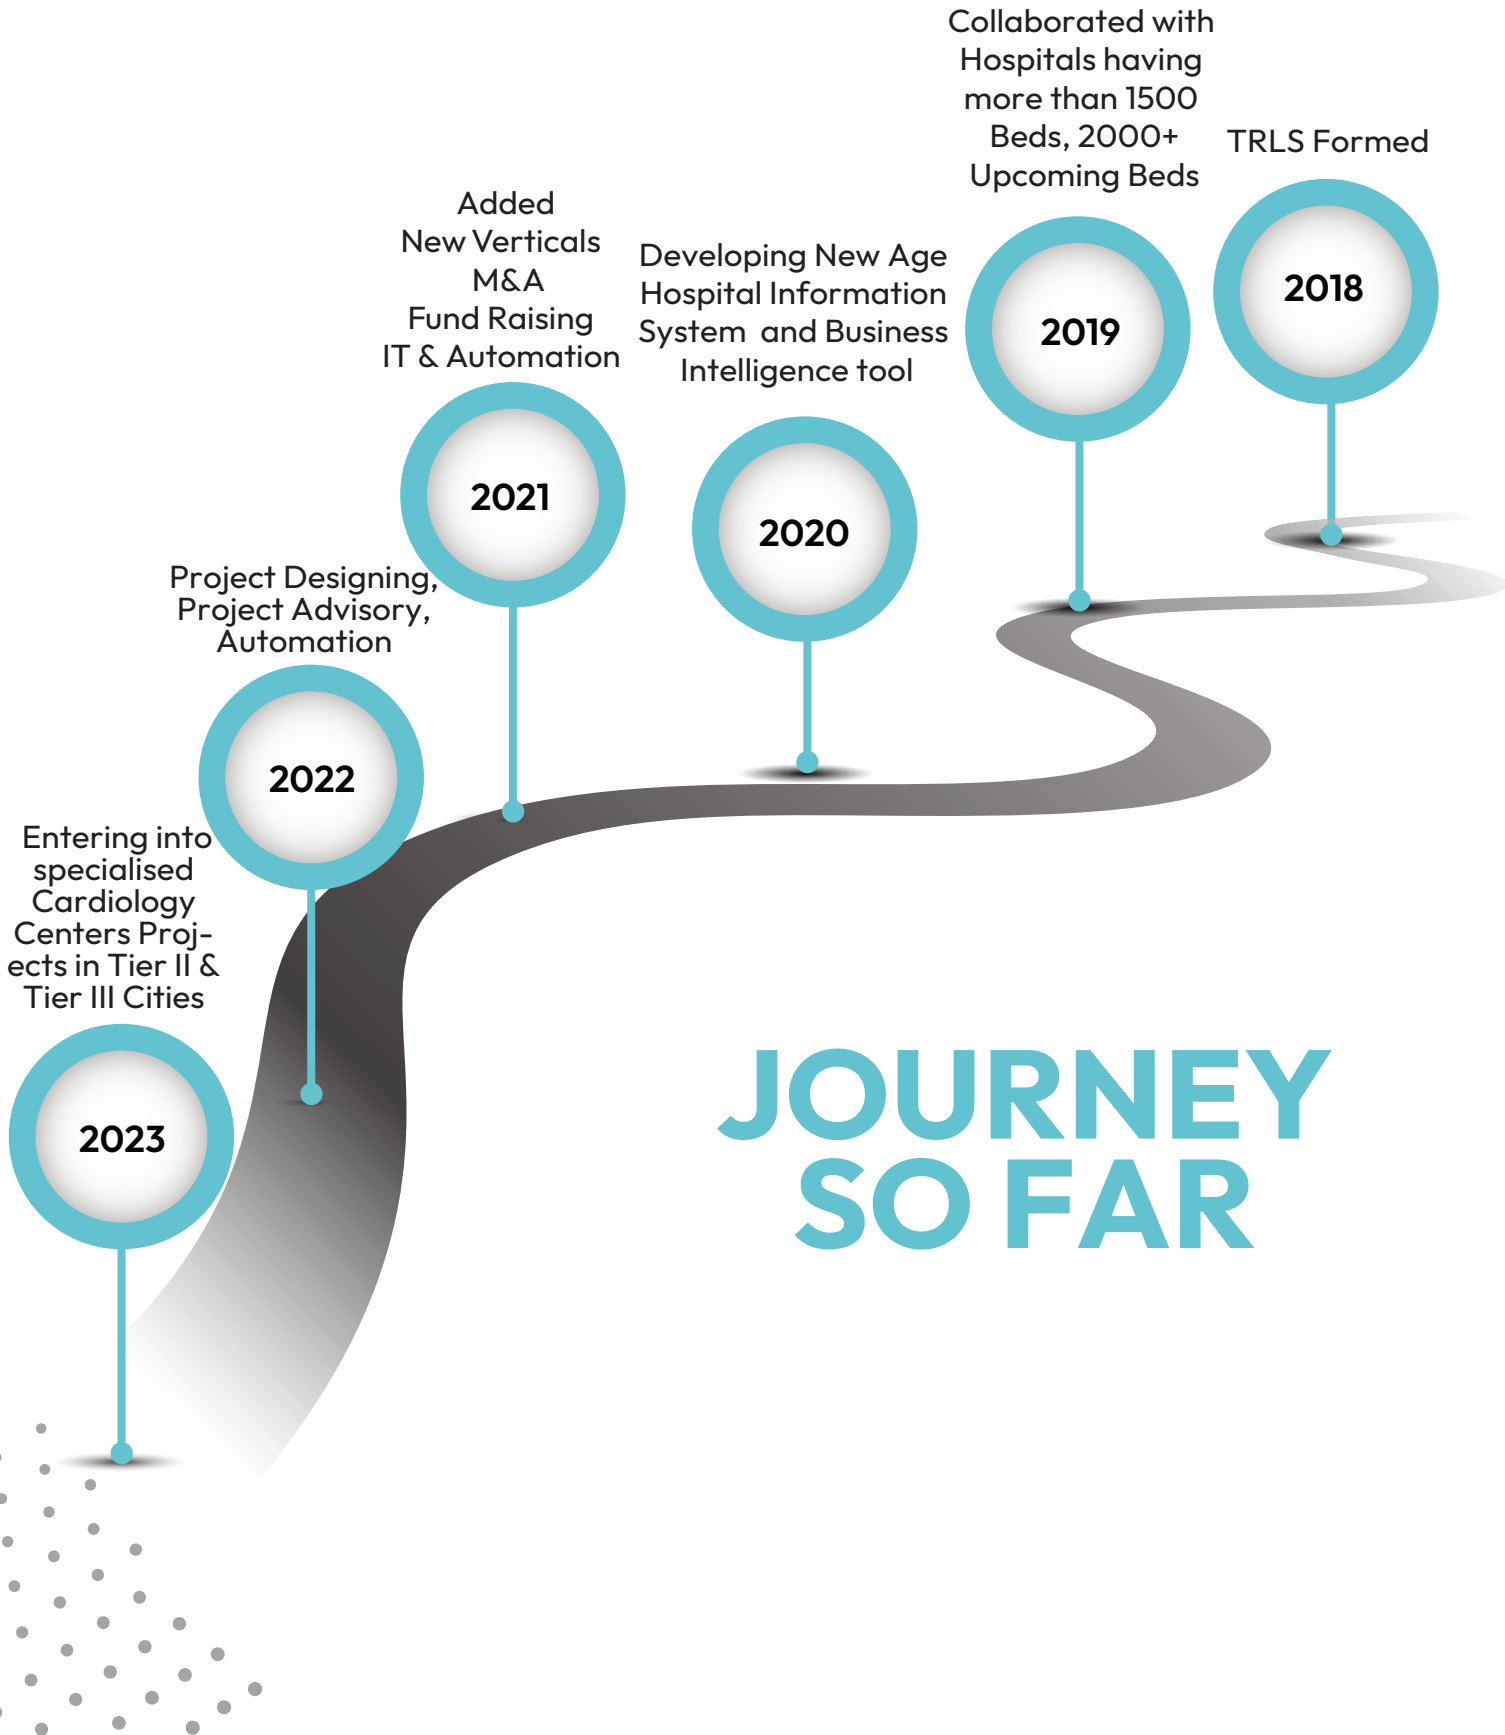 Collaborated with
Hospitals having
more than 1500
Beds, 2000+
Upcoming Beds
TRLS Formed
Added
New Verticals
M&A
Fund Raising
IT & Automation
Developing New Age
Hospital Information
System  and Business
Intelligence tool
2018
2019
2021
2020
Project Designing,
Project Advisory,
Automation
2022
Entering into
specialised
Cardiology
Centers Proj-
ects in Tier II &
Tier III Cities
2023
JOURNEY
SO FAR